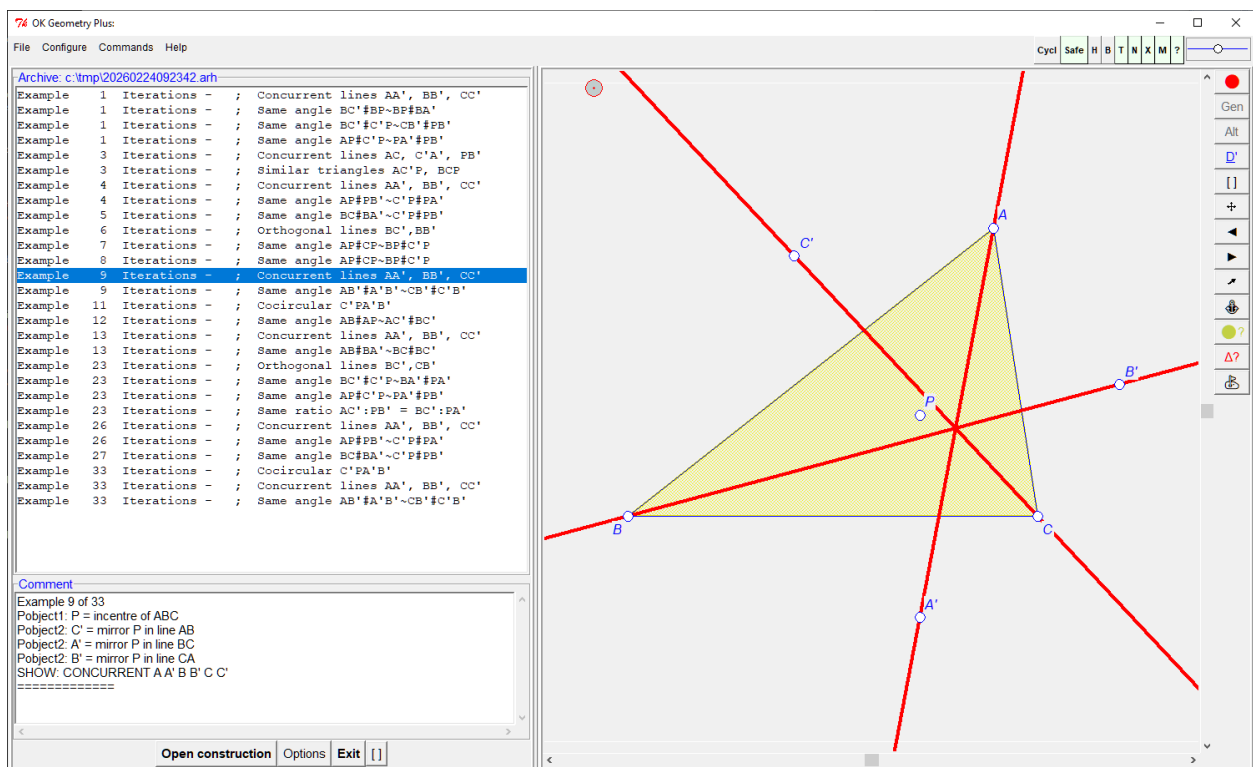 OK Geometry Plus:
File Configure Commands Help
Cycl Safe H B T N X M ?
Archive: c:\tmp\20260224092342.arh
Example 1 Iterations - ; Concurrent lines AA', BB', CC'
Example 1 Iterations - ; Same angle BC'#BP~BP#BA'
Example 1 Iterations - ; Same angle BC'#C'P~CB'#PB'
Example 1 Iterations - ; Same angle AP#C'P~PA'#PB'
Example 3 Iterations - ; Concurrent lines AC, C'A', PB'
Example 3 Iterations - ; Similar triangles AC'P, BCP
Example 4 Iterations - ; Concurrent lines AA', BB', CC'
Example 4 Iterations - ; Same angle AP#PB'~C'P#PA'
Example 5 Iterations - ; Same angle BC#BA'~C'P#PB'
Example 6 Iterations - ; Orthogonal lines BC',BB'
Example 7 Iterations - ; Same angle AP#CP~BP#C'P
Example 8 Iterations - ; Same angle AP#CP~BP#C'P
Example 9 Iterations - ; Concurrent lines AA', BB', CC'
Example 9 Iterations - ; Same angle AB'#A'B'~CB'#C'B'
Example 11 Iterations - ; Cocircular C'PA'B'
Example 12 Iterations - ; Same angle AB#AP~AC'#BC'
Example 13 Iterations - ; Concurrent lines AA', BB', CC'
Example 13 Iterations - ; Same angle AB#BA'~BC#BC'
Example 23 Iterations - ; Orthogonal lines BC',CB'
Example 23 Iterations - ; Same angle BC'#C'P~BA'#PA'
Example 23 Iterations - ; Same angle AP#C'P~PA'#PB'
Example 23 Iterations - ; Same ratio AC':PB' = BC':PA'
Example 26 Iterations - ; Concurrent lines AA', BB', CC'
Example 26 Iterations - ; Same angle AP#PB'~C'P#PA'
Example 27 Iterations - ; Same angle BC#BA'~C'P#PB'
Example 33 Iterations - ; Cocircular C'PA'B'
Example 33 Iterations - ; Concurrent lines AA', BB', CC'
Example 33 Iterations - ; Same angle AB'#A'B'~CB'#C'B'
Comment
Example 9 of 33
Pobject1: P = incentre of ABC
Pobject2: C' = mirror P in line AB
Pobject2: A' = mirror P in line BC
Pobject2: B' = mirror P in line CA
SHOW: CONCURRENT A A' B B' C C'
=============
Open construction Options Exit [ ]
A
C'
B'
P
B
C
A'
Gen
Alt
D'
[ ]
?
Δ?